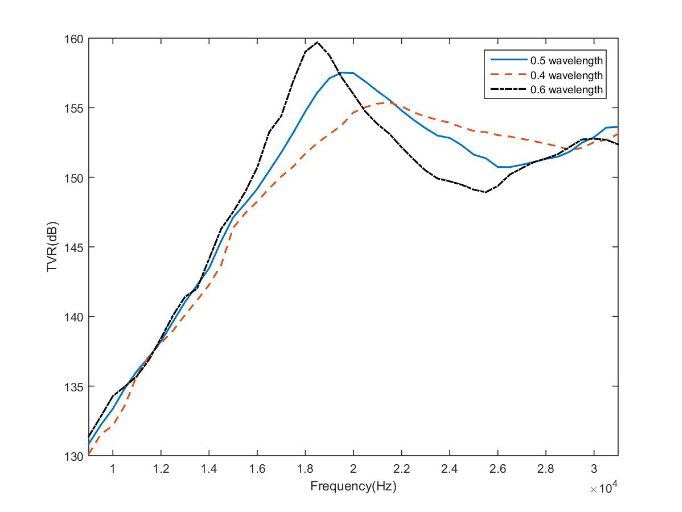 160
155
150
145
140
135
130
TVR(dB)
0.5 wavelength
0.4 wavelength
0.6 wavelength
1 1.2 1.4 1.6 1.8 2 2.2 2.4 2.6 2.8 3
Frequency(Hz)
×10⁴